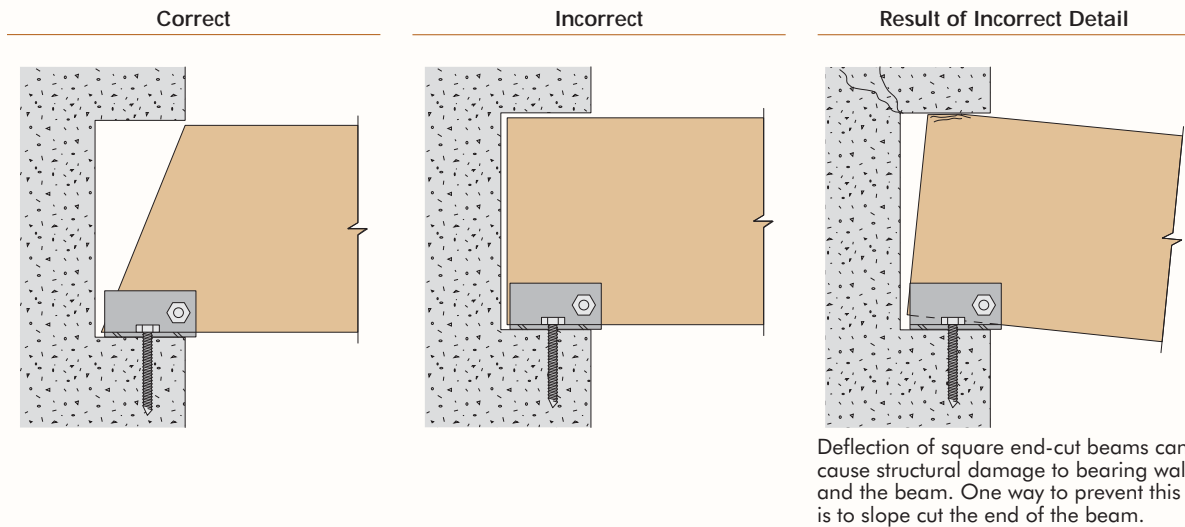 Correct
Incorrect
Result of Incorrect Detail
Deflection of square end-cut beams can
cause structural damage to bearing wal
and the beam. One way to prevent this
is to slope cut the end of the beam.